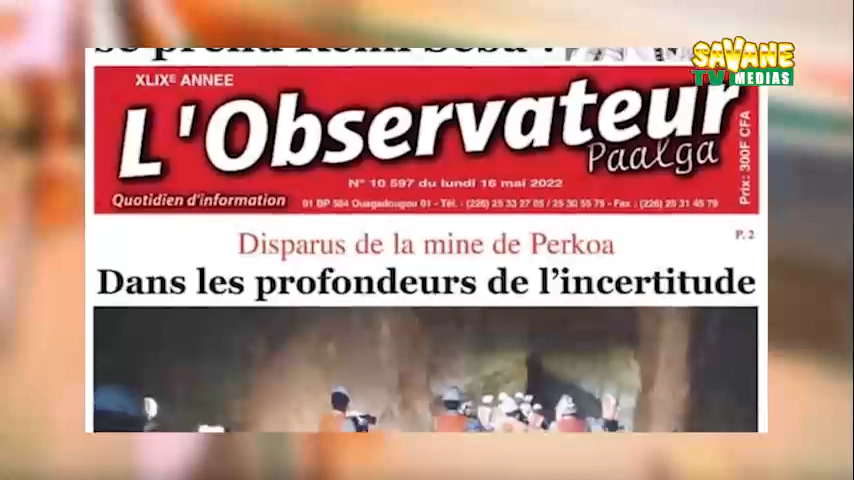 SAVANE
TV MEDIAS
XLIXE ANNEE
L'Observateur
Paalga
N° 10 597 du lundi 16 mai 2022
Prix: 300F CFA
Quotidien d'information
01 BP 584 Ouagadougou 01 - Tél. : (226) 25 33 27 05 / 25 30 55 79 - Fax : (226) 25 31 45 79
P. 2
Disparus de la mine de Perkoa
Dans les profondeurs de l'incertitude